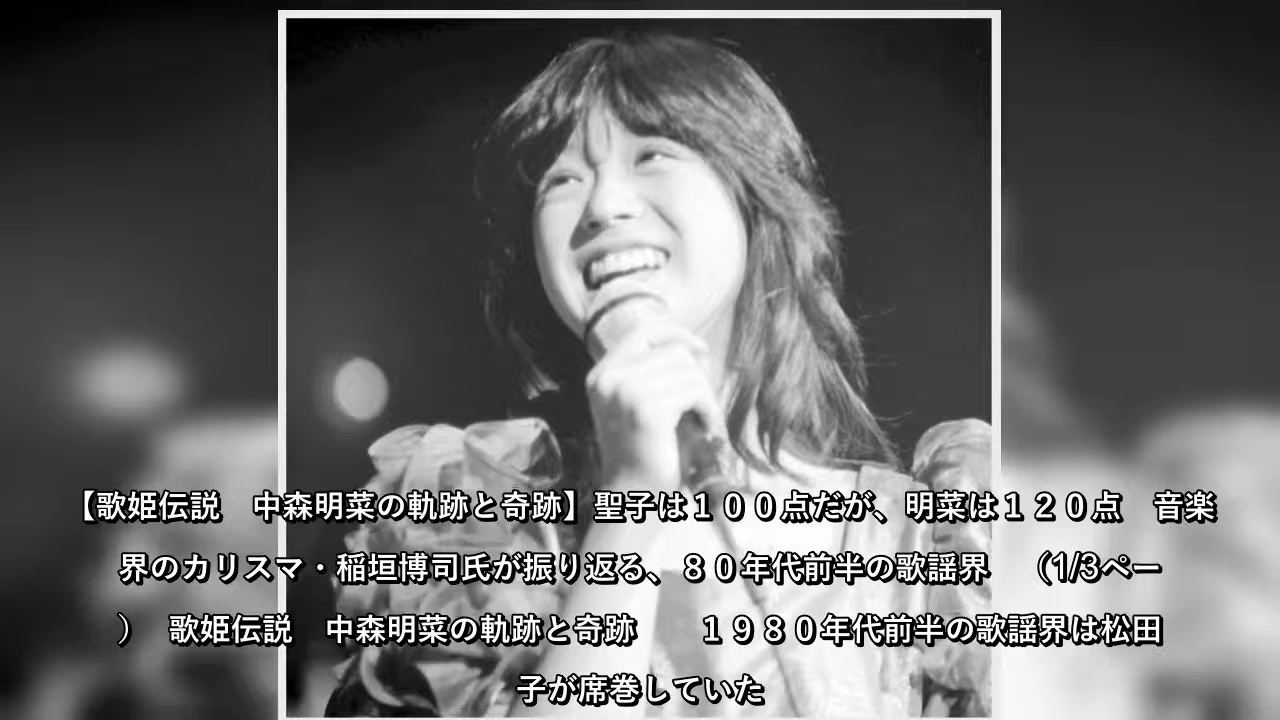 【歌姫伝説　中森明菜の軌跡と奇跡】聖子は１００点だが、明菜は１２０点　音楽
界のカリスマ・稲垣博司氏が振り返る、８０年代前半の歌謡界　（1/3ペー
）　歌姫伝説　中森明菜の軌跡と奇跡　　１９８０年代前半の歌謡界は松田
子が席巻していた